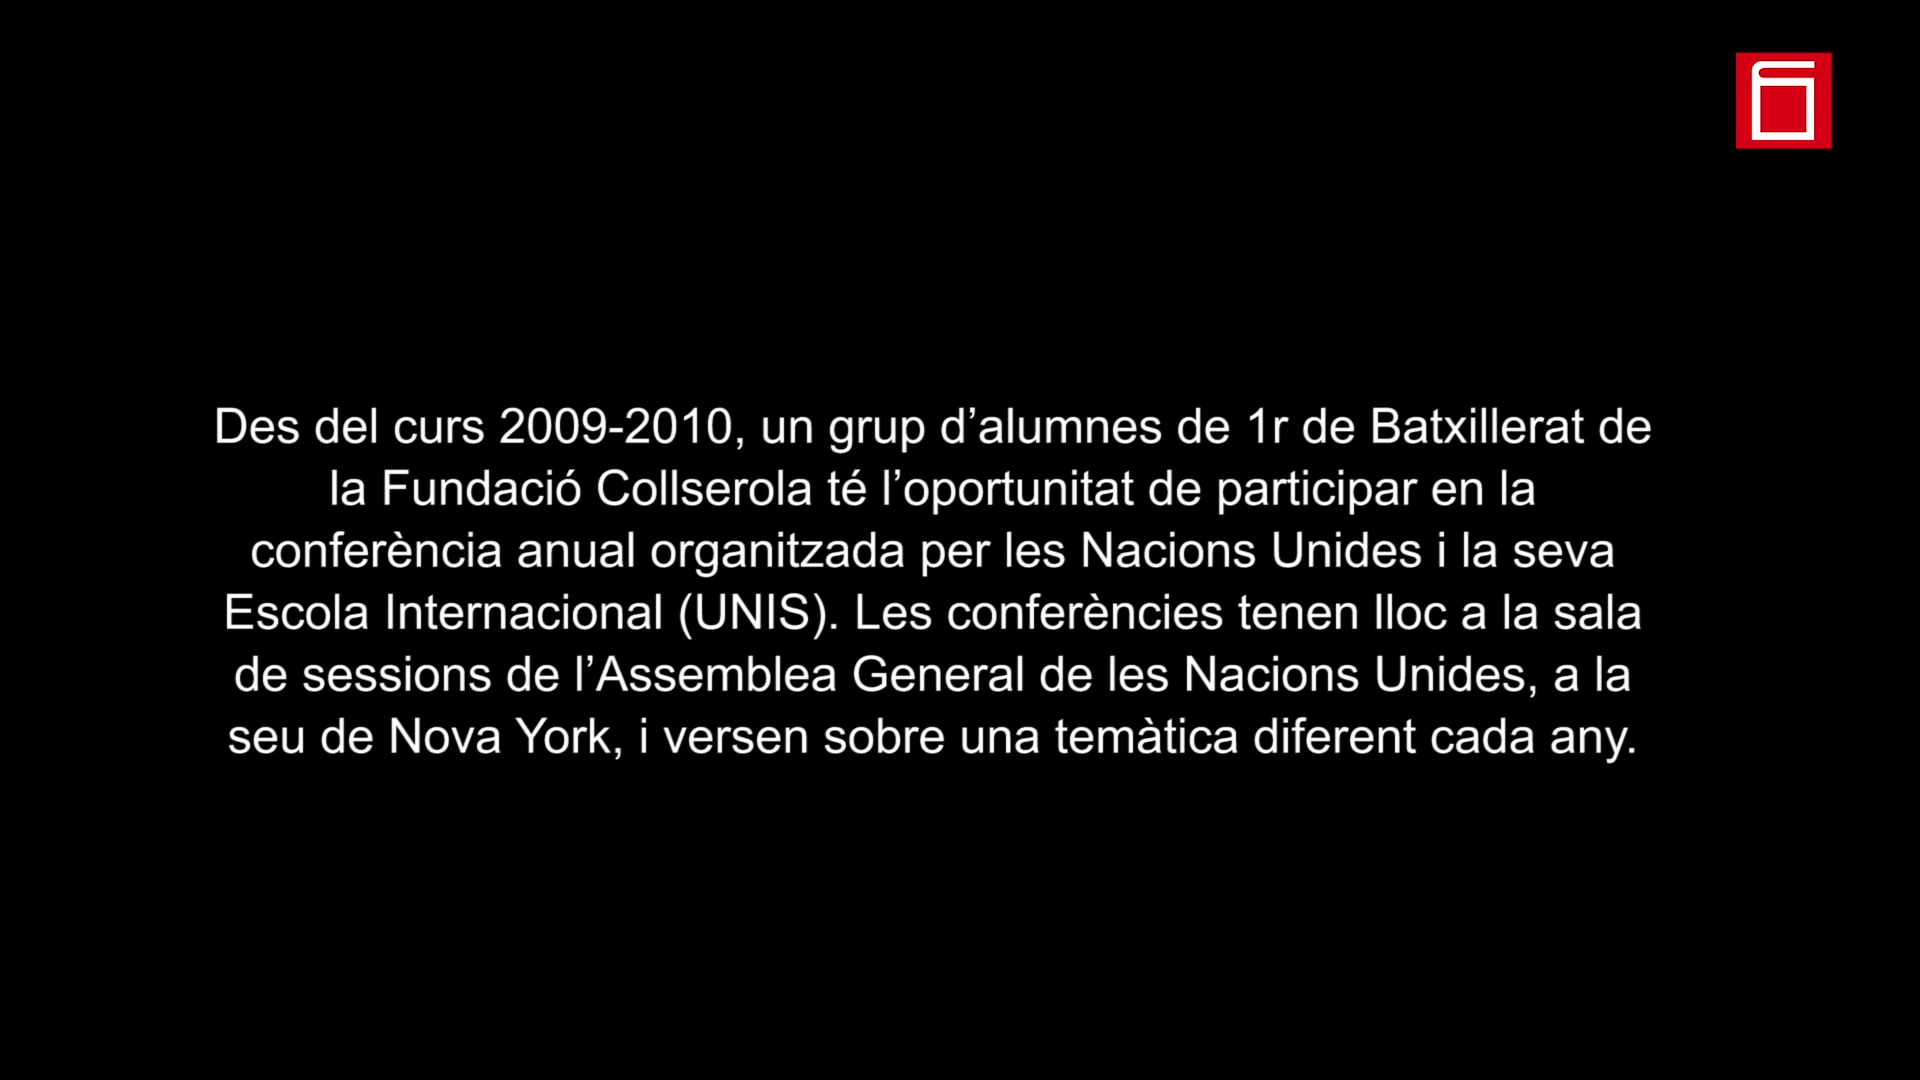 Des del curs 2009-2010, un grup d’alumnes de 1r de Batxillerat de
la Fundació Collserola té l’oportunitat de participar en la
conferència anual organitzada per les Nacions Unides i la seva
Escola Internacional (UNIS). Les conferències tenen lloc a la sala
de sessions de l’Assemblea General de les Nacions Unides, a la
seu de Nova York, i versen sobre una temàtica diferent cada any.